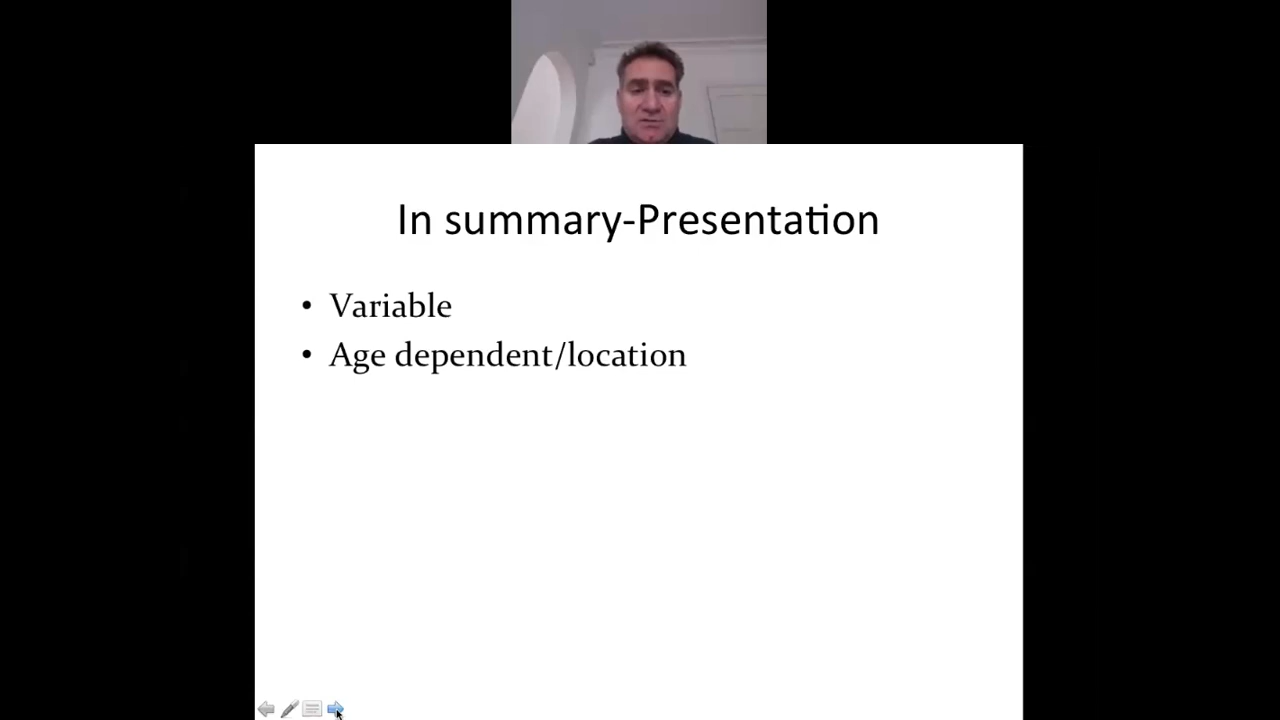 In summary-Presentation
• Variable
• Age dependent/location